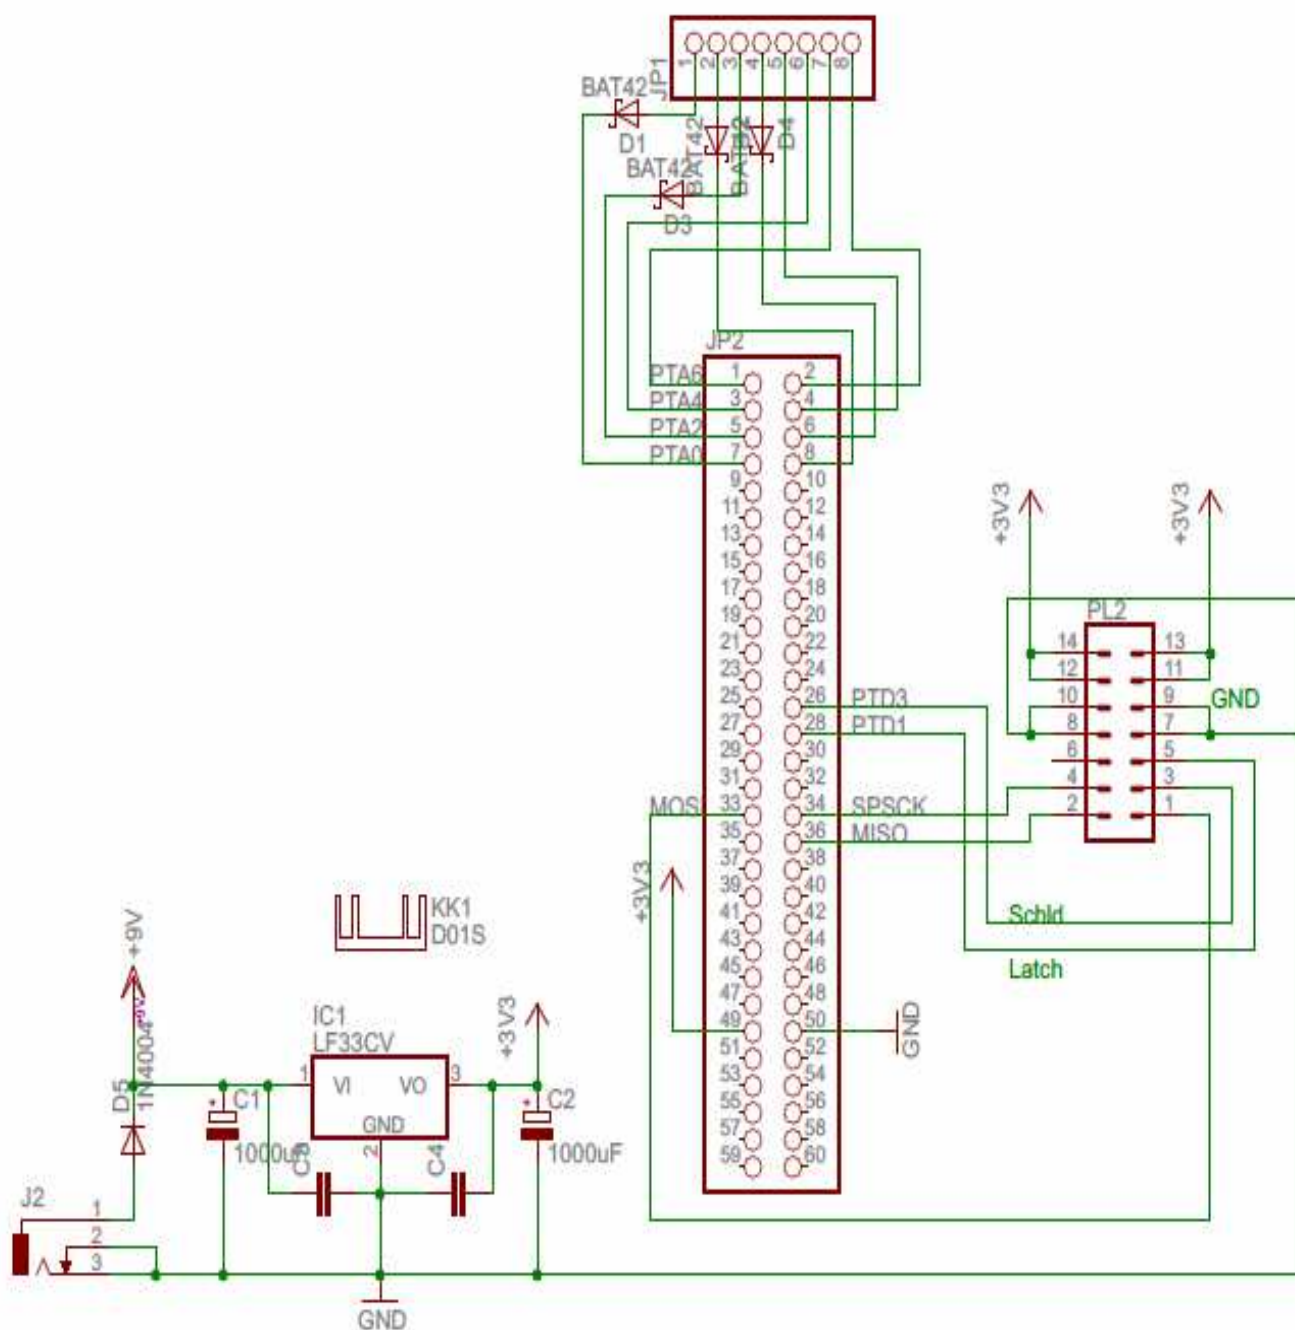 JP1
1 2 3 4 5 6 7 8
BAT42
D1
BAT42
D3
BAT42
D4
JP2
PTA6 1 2
PTA4 3 4
PTA2 5 6
PTA0 7 8
9 10
11 12
13 14
15 16
17 18
19 20
21 22
23 24
25 26 PTD3
27 28 PTD1
29 30
31 32
MOSI 33 34 SPSCK
35 36 MISO
37 38
39 40
41 42
43 44
45 46
47 48
49 50
51 52
53 54
55 56
57 58
59 60
+3V3
GND
+3V3
+3V3
PL2
14 13
12 11
10 9
8 7
6 5
4 3
2 1
GND
Schld
Latch
KK1
D01S
+9V
+9V
D5
1N4004
IC1
LF33CV
1 VI VO 3
GND
2
+3V3
C1
1000uF
C4
C2
1000uF
J2
1
2
3
GND